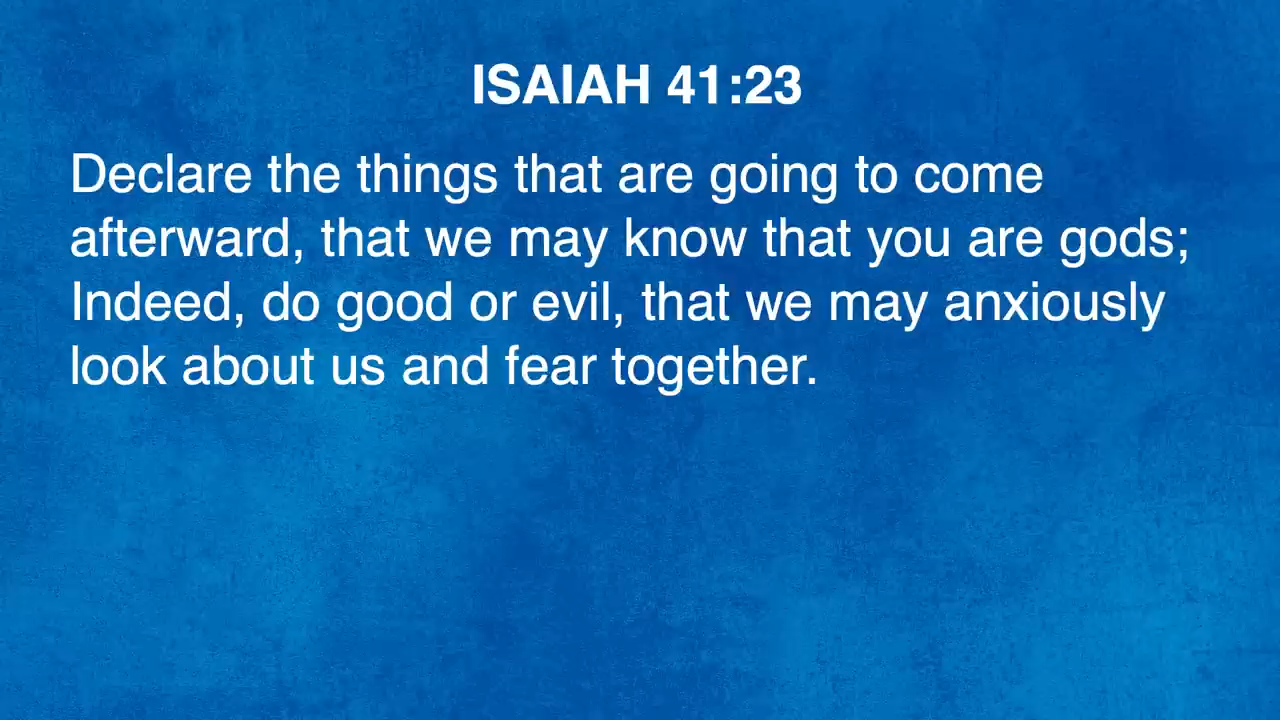 ISAIAH 41:23
Declare the things that are going to come
afterward, that we may know that you are gods;
Indeed, do good or evil, that we may anxiously
look about us and fear together.